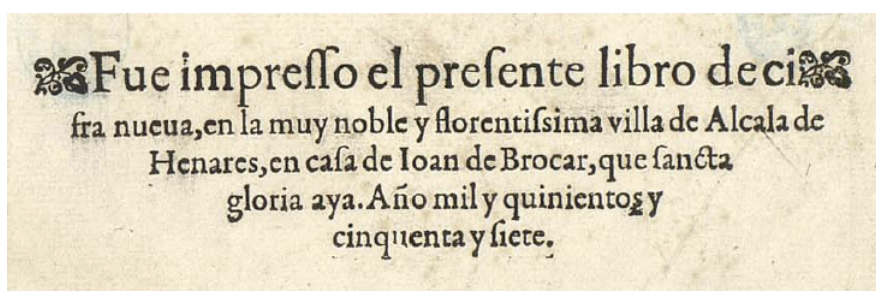 Fue impreſſo el preſente libro de ci
fra nueua, en la muy noble y florentiſsima villa de Alcala de
Henares, en caſa de Ioan de Brocar, que ſancta
gloria aya. Año mil y quinientos y
cinquenta y ſiete.